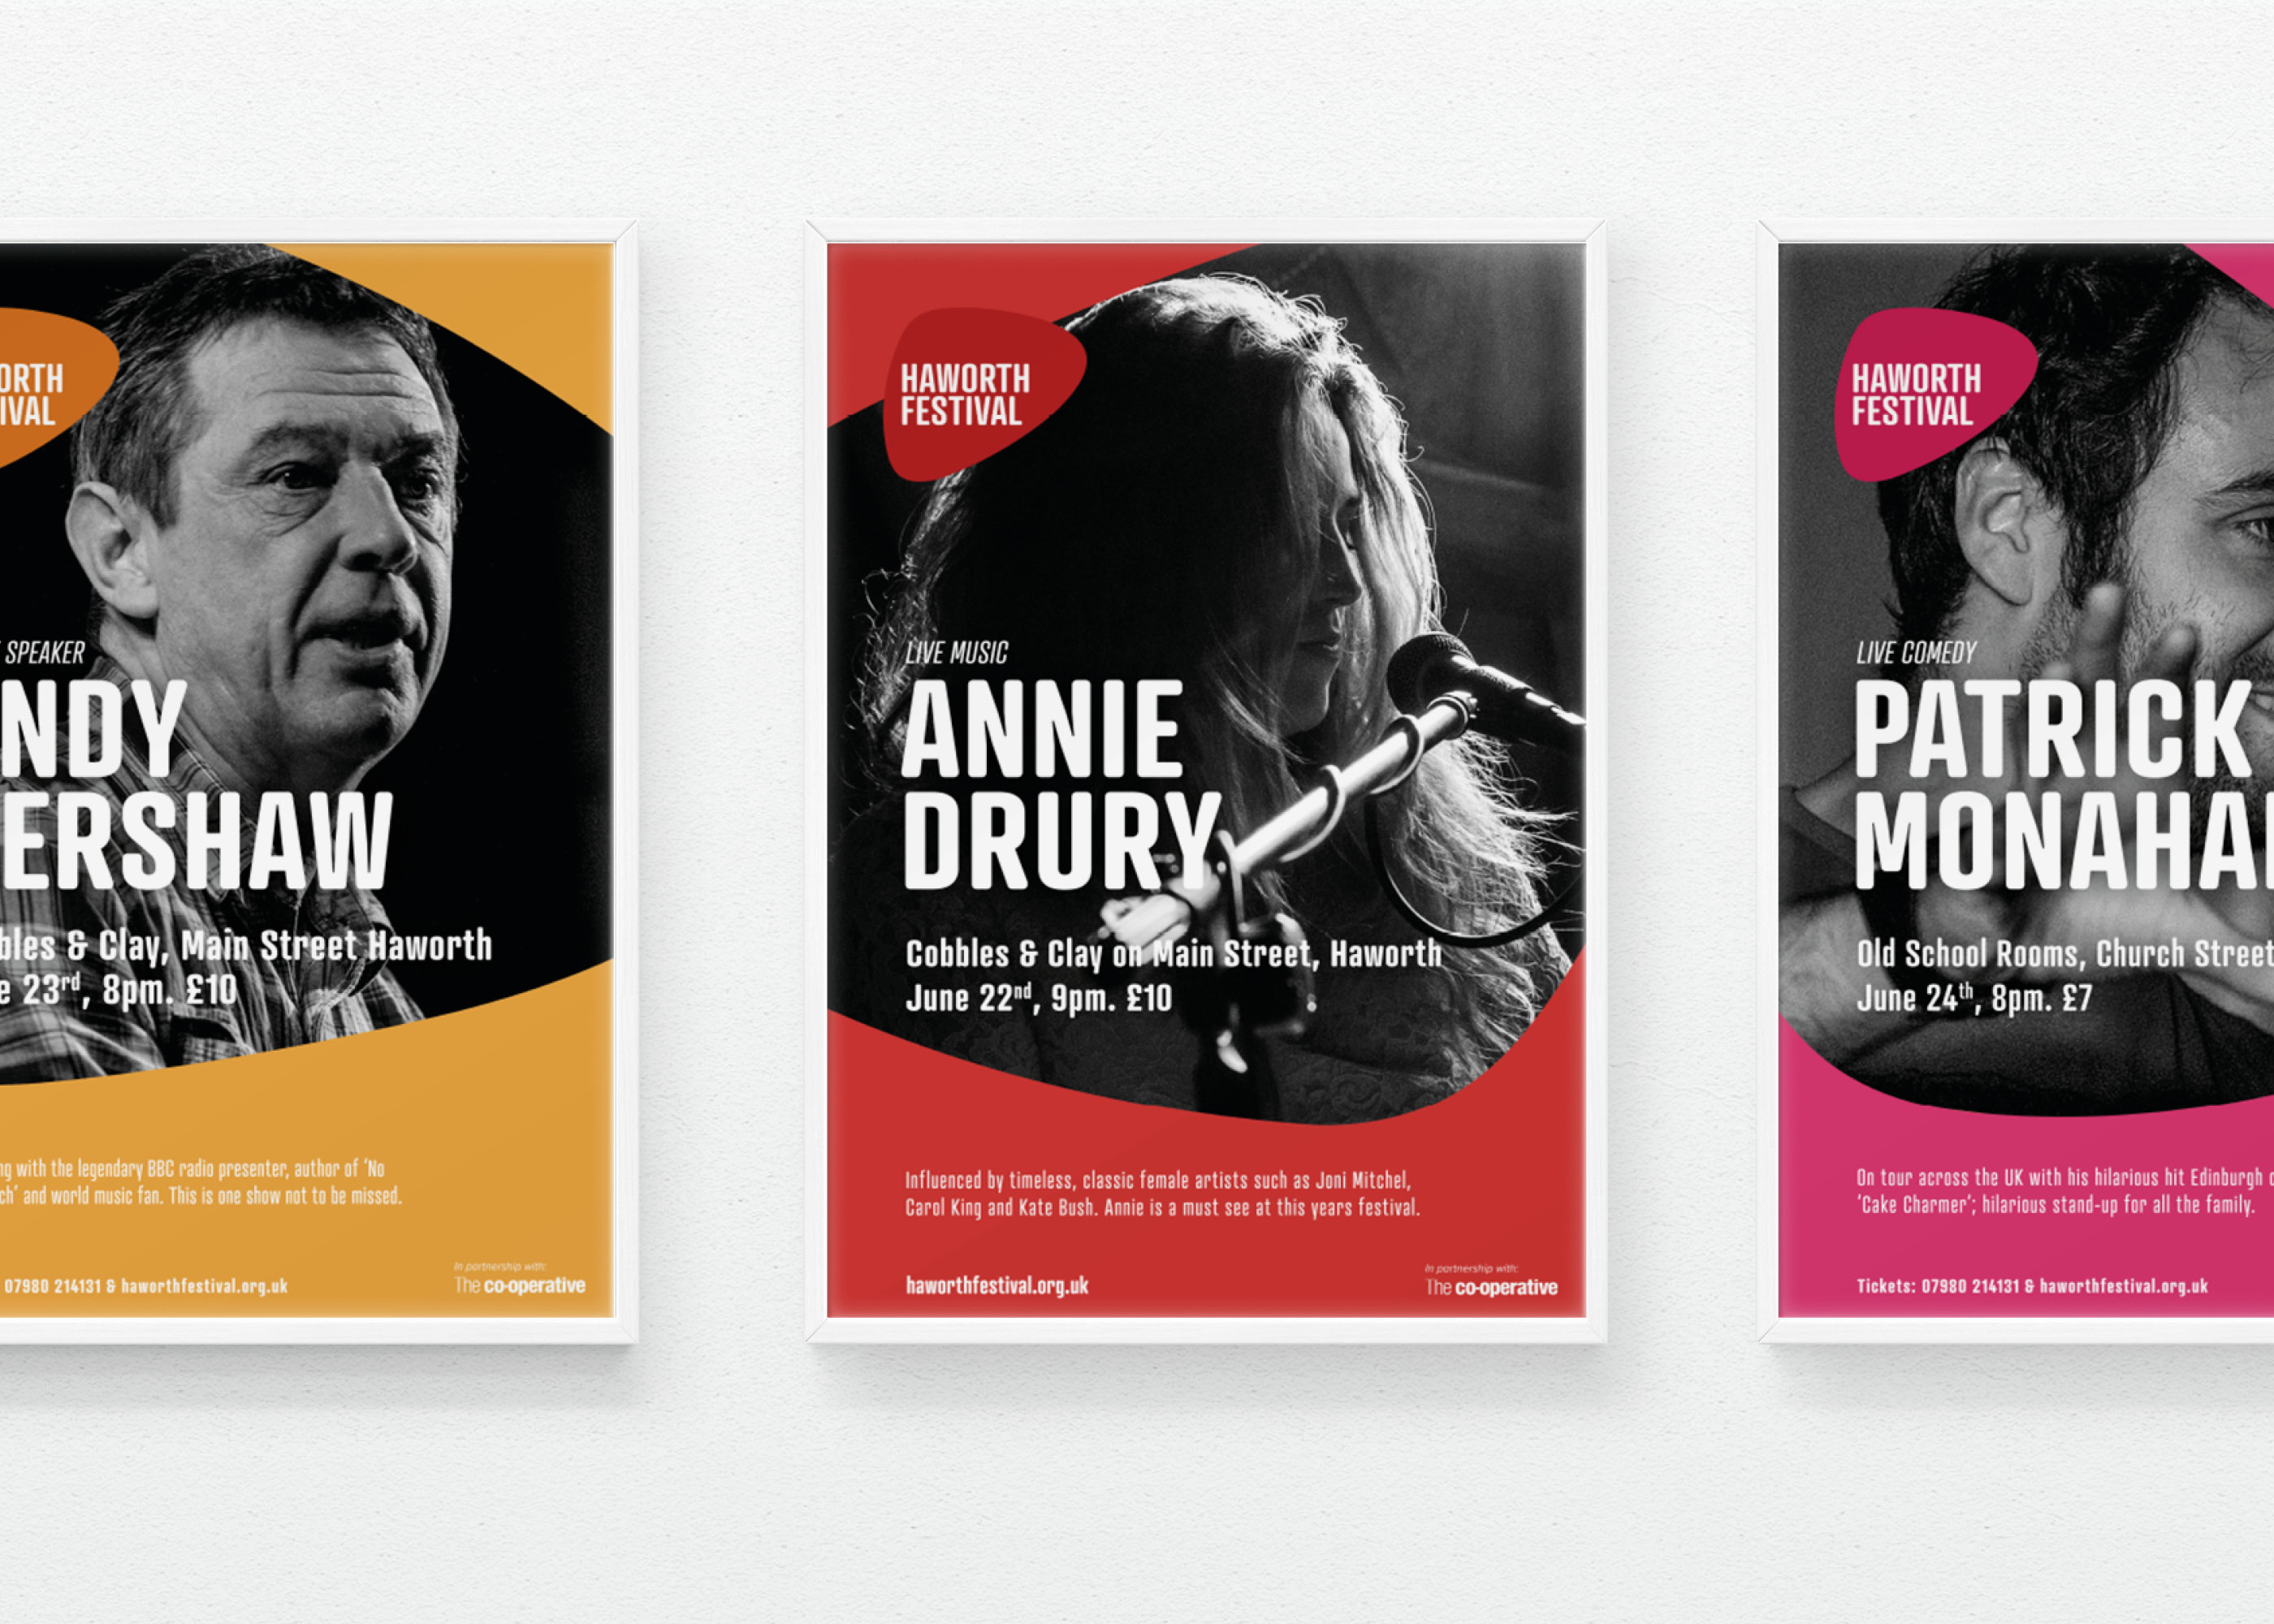 ORTH
IVAL
SPEAKER
NDY
ERSHAW
bles & Clay, Main Street Haworth
e 23rd, 8pm. £10
ng with the legendary BBC radio presenter, author of ‘No
ch’ and world music fan. This is one show not to be missed.
07980 214131 & haworthfestival.org.uk
In partnership with:
The co-operative
HAWORTH
FESTIVAL
LIVE MUSIC
ANNIE
DRURY
Cobbles & Clay on Main Street, Haworth
June 22nd, 9pm. £10
Influenced by timeless, classic female artists such as Joni Mitchel,
Carol King and Kate Bush. Annie is a must see at this years festival.
haworthfestival.org.uk
In partnership with:
The co-operative
HAWORTH
FESTIVAL
LIVE COMEDY
PATRICK
MONAHA
Old School Rooms, Church Street
June 24th, 8pm. £7
On tour across the UK with his hilarious hit Edinburgh
‘Cake Charmer’; hilarious stand-up for all the family.
Tickets: 07980 214131 & haworthfestival.org.uk